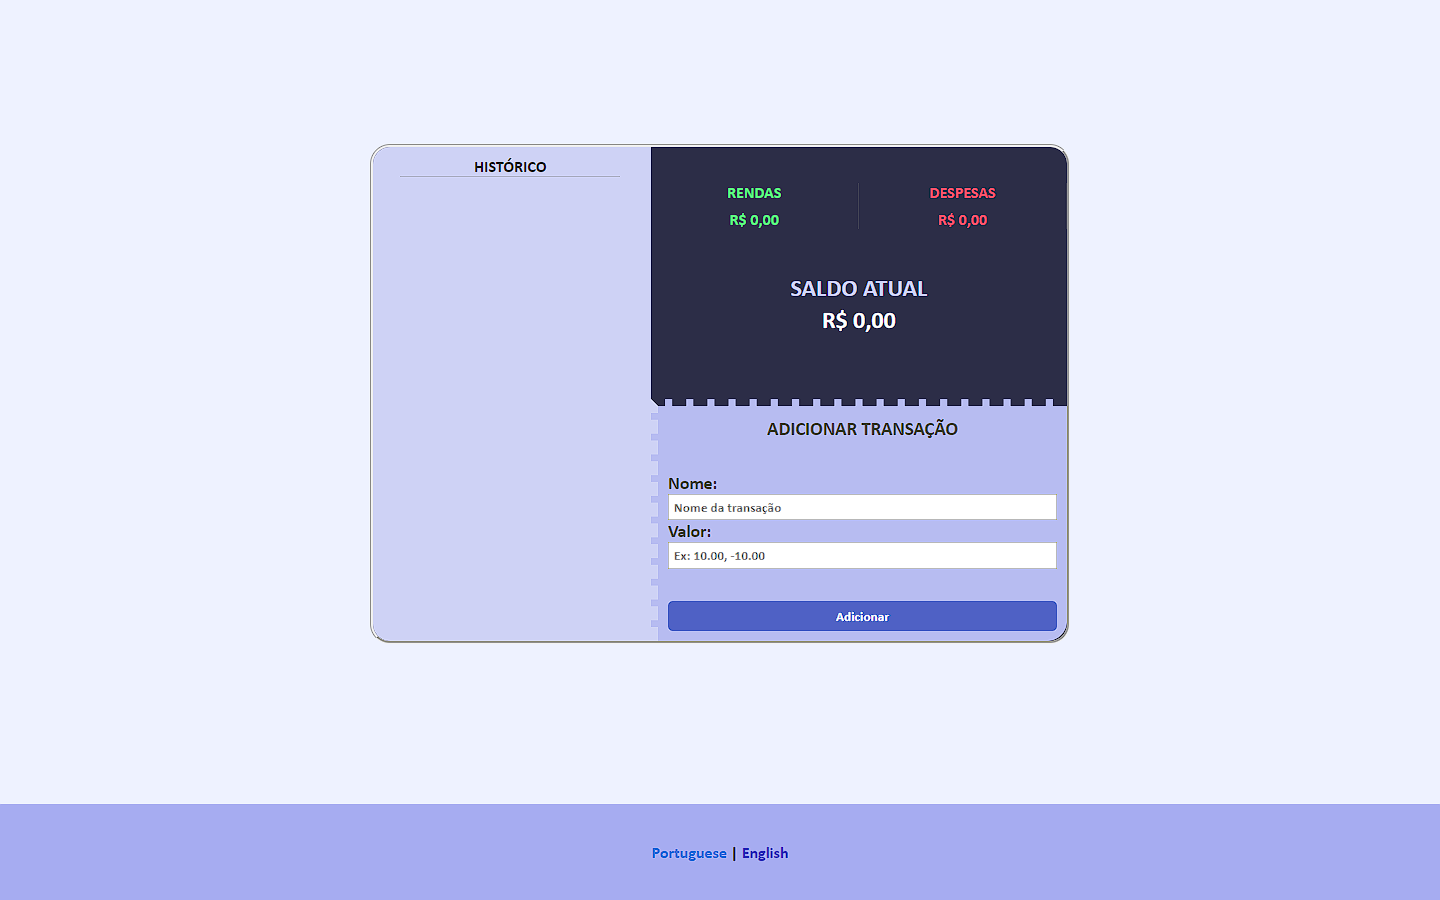 HISTÓRICO
RENDAS
R$ 0,00
DESPESAS
R$ 0,00
SALDO ATUAL
R$ 0,00
ADICIONAR TRANSAÇÃO
Nome:
Nome da transação
Valor:
Ex: 10.00, -10.00
Adicionar
Portuguese | English